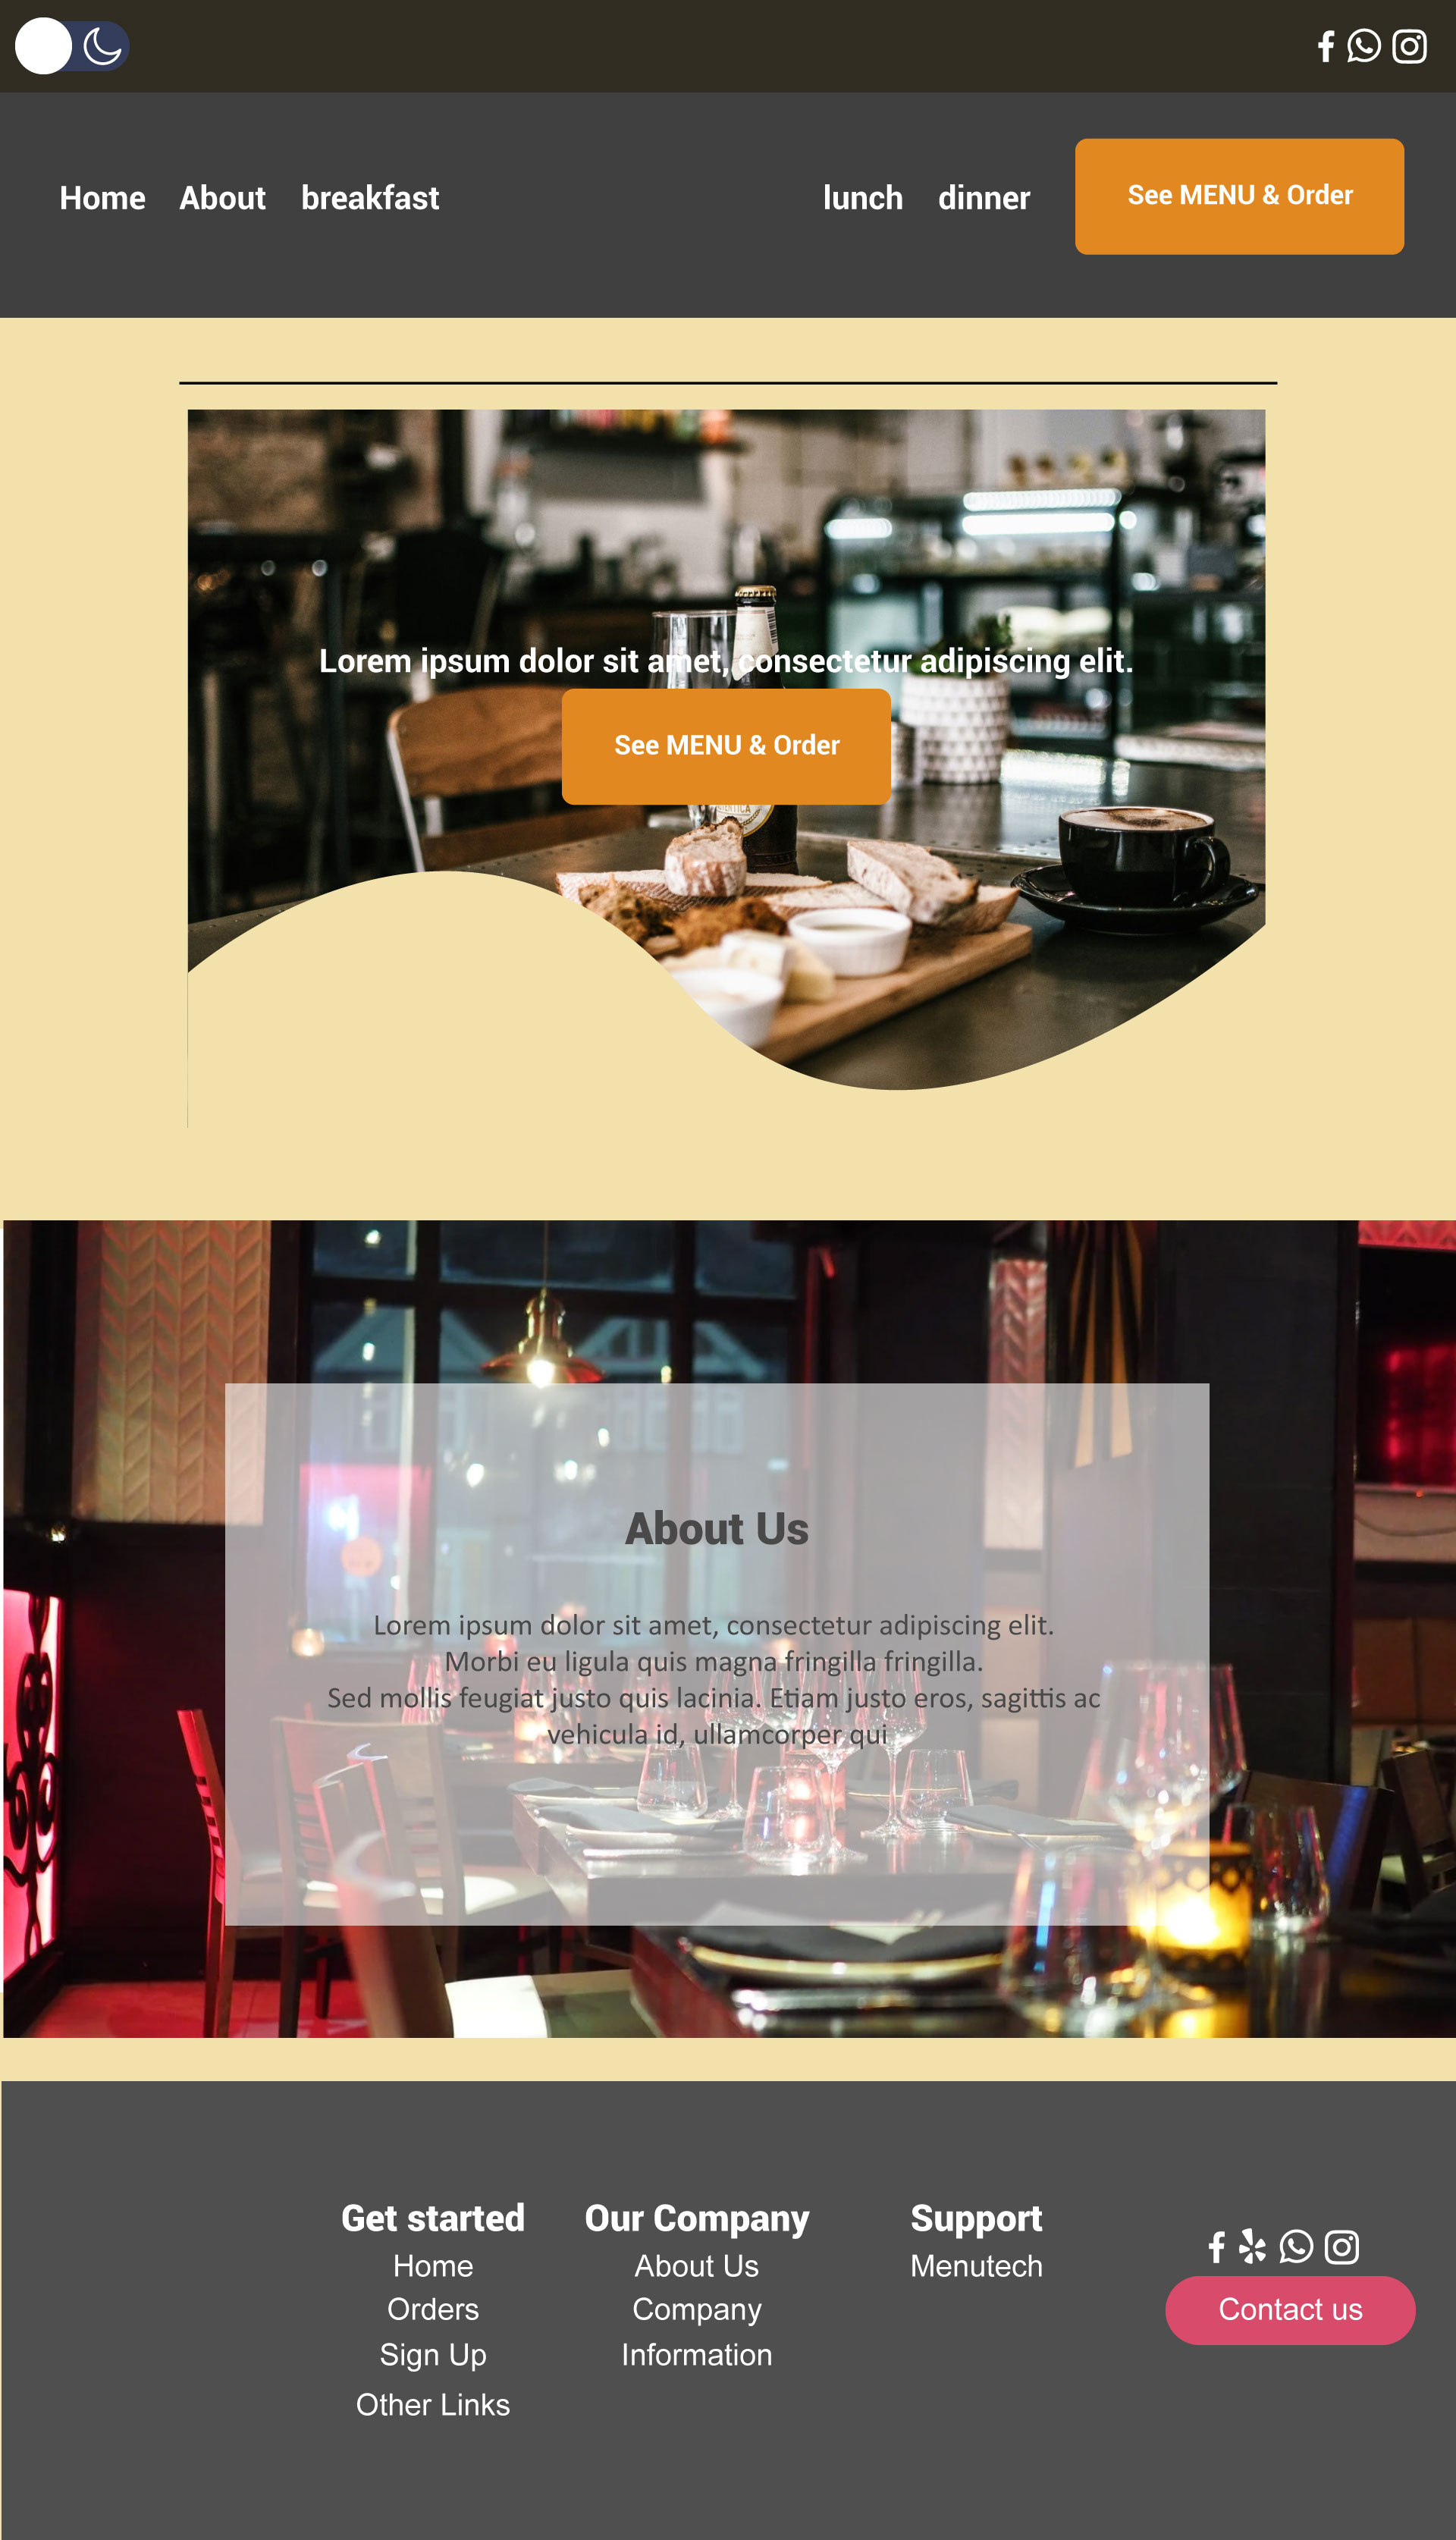 Home About breakfast lunch dinner See MENU & Order
Lorem ipsum dolor sit amet, consectetur adipiscing elit.
See MENU & Order
About Us
Lorem ipsum dolor sit amet, consectetur adipiscing elit.
Morbi eu ligula quis magna fringilla fringilla.
Sed mollis feugiat justo quis lacinia. Etiam justo eros, sagittis ac
vehicula id, ullamcorper qui
Get started
Home
Orders
Sign Up
Other Links
Our Company
About Us
Company
Information
Support
Menutech
Contact us